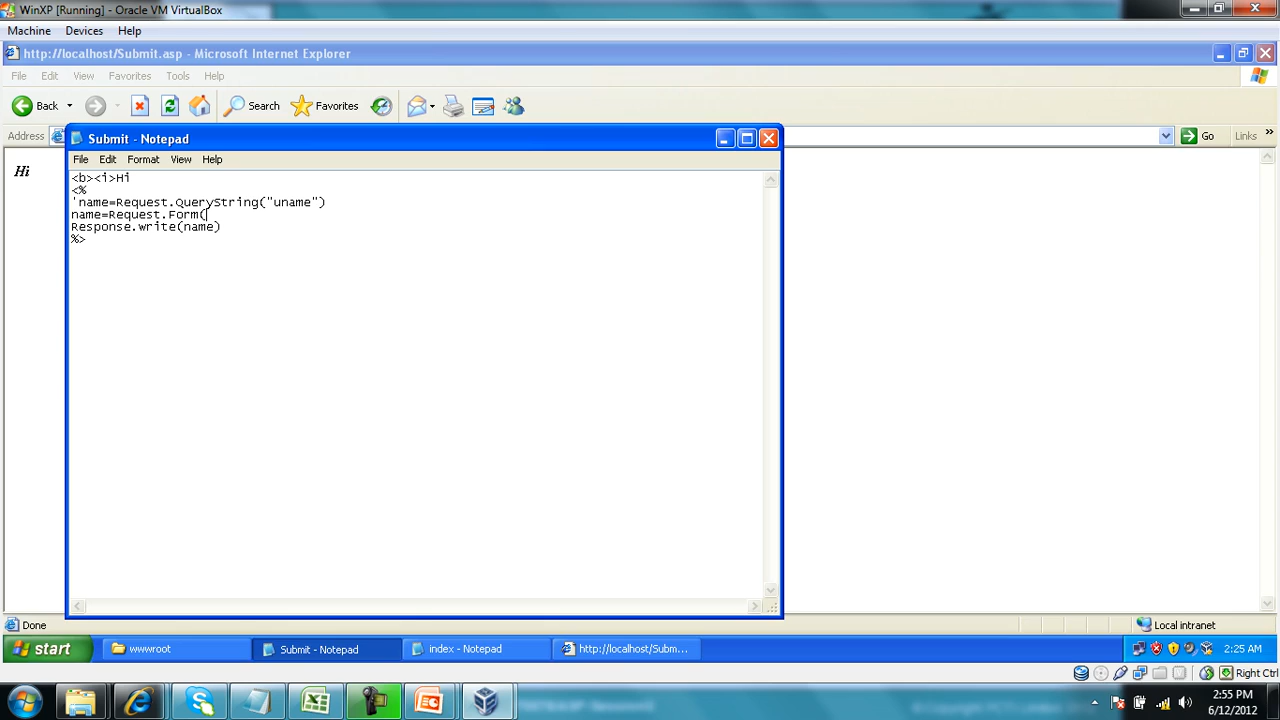 WinXP [Running] - Oracle VM VirtualBox
Machine Devices Help
http://localhost/Submit.asp - Microsoft Internet Explorer
File Edit View Favorites Tools Help
Back Search Favorites
Address Go Links »
Hi
Submit - Notepad
File Edit Format View Help
<b><i>Hi
<%
'name=Request.QueryString("uname")
name=Request.Form(
Response.write(name)
%>
Done Local intranet
start wwwroot Submit - Notepad index - Notepad http://localhost/Subm... 2:25 AM
Right Ctrl
2:55 PM
6/12/2012